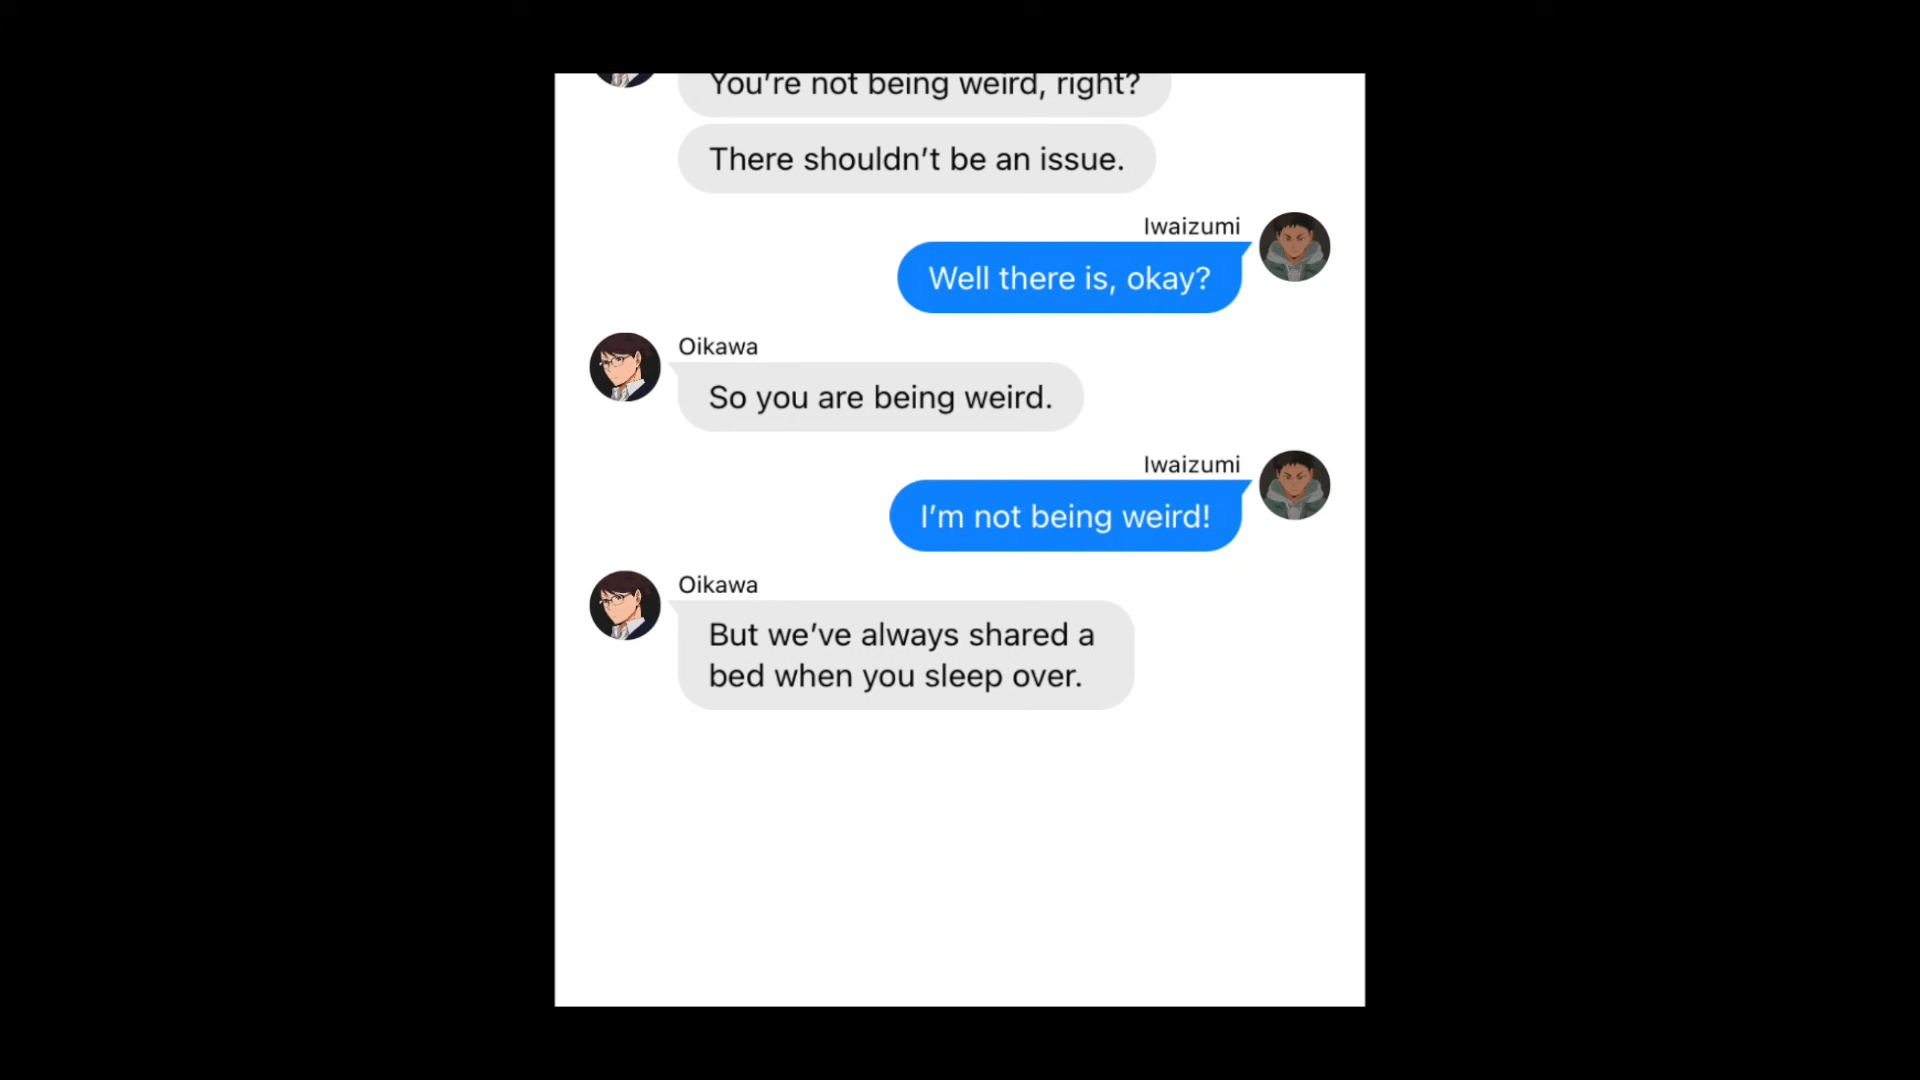 You’re not being weird, right?
There shouldn’t be an issue.
Iwaizumi
Well there is, okay?
Oikawa
So you are being weird.
Iwaizumi
I’m not being weird!
Oikawa
But we’ve always shared a
bed when you sleep over.